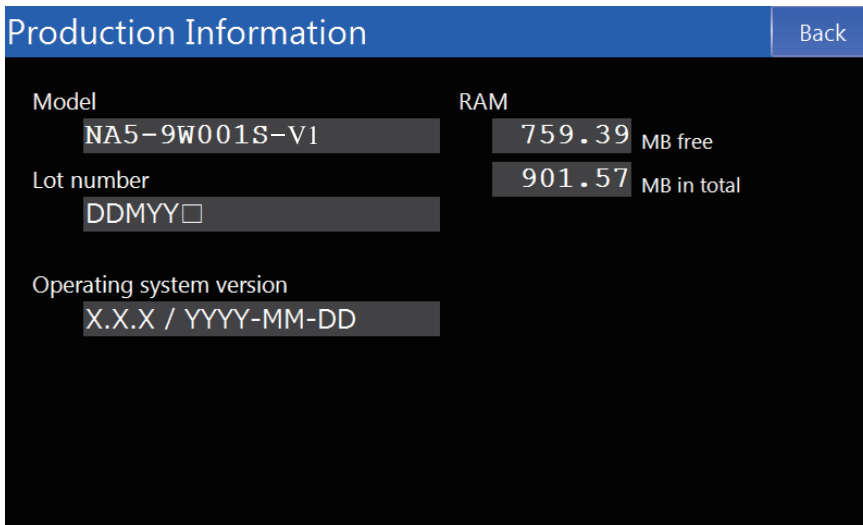 Production Information
Back
Model
NA5-9W001S-V1
Lot number
DDMYY□
Operating system version
X.X.X / YYYY-MM-DD
RAM
759.39 MB free
901.57 MB in total